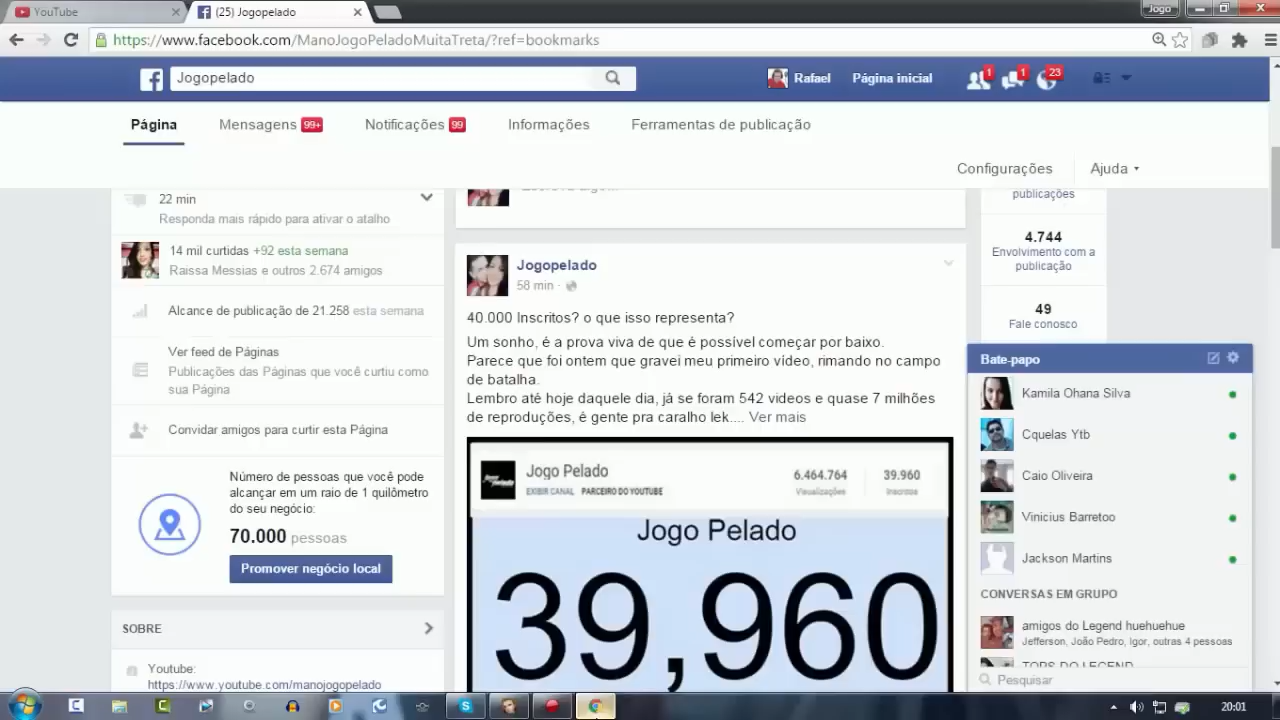 YouTube
(25) Jogopelado
Jogo
https://www.facebook.com/ManoJogoPeladoMuitaTreta/?ref=bookmarks
Jogopelado
Rafael
Página inicial
1
1
23
Página
Mensagens 99+
Notificações 99
Informações
Ferramentas de publicação
Configurações
Ajuda
22 min
Responda mais rápido para ativar o atalho
14 mil curtidas +92 esta semana
Raissa Messias e outros 2.674 amigos
Alcance de publicação de 21.258 esta semana
Ver feed de Páginas
Publicações das Páginas que você curtiu como
sua Página
Convidar amigos para curtir esta Página
Número de pessoas que você pode
alcançar em um raio de 1 quilômetro
do seu negócio:
70.000 pessoas
Promover negócio local
SOBRE
Youtube:
https://www.youtube.com/manojogopelado
Jogopelado
58 min
40.000 Inscritos? o que isso representa?
Um sonho, é a prova viva de que é possível começar por baixo.
Parece que foi ontem que gravei meu primeiro vídeo, rimando no campo
de batalha.
Lembro até hoje daquele dia, já se foram 542 videos e quase 7 milhões
de reproduções, é gente pra caralho lek.... Ver mais
Jogo Pelado
EXIBIR CANAL PARCEIRO DO YOUTUBE
6.464.764
Visualizações
39.960
Inscritos
Jogo Pelado
39,960
publicações
4.744
Envolvimento com a
publicação
49
Fale conosco
Bate-papo
Kamila Ohana Silva
Cquelas Ytb
Caio Oliveira
Vinicius Barretoo
Jackson Martins
CONVERSAS EM GRUPO
amigos do Legend huehuehue
Jefferson, João Pedro, Igor, outras 4 pessoas
TOPS DO LEGEND
Pesquisar
20:01